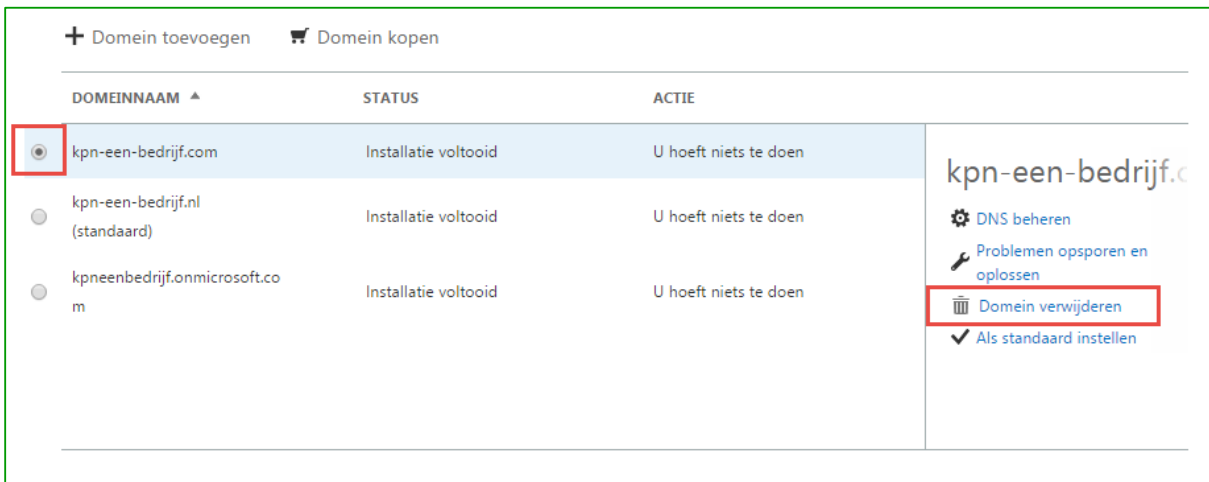 Domein toevoegen Domein kopen
DOMEINNAAM STATUS ACTIE
kpn-een-bedrijf.com Installatie voltooid U hoeft niets te doen
kpn-een-bedrijf.nl
(standaard) Installatie voltooid U hoeft niets te doen
kpneenbedrijf.onmicrosoft.co
m Installatie voltooid U hoeft niets te doen
kpn-een-bedrijf.c
DNS beheren
Problemen opsporen en
oplossen
Domein verwijderen
Als standaard instellen